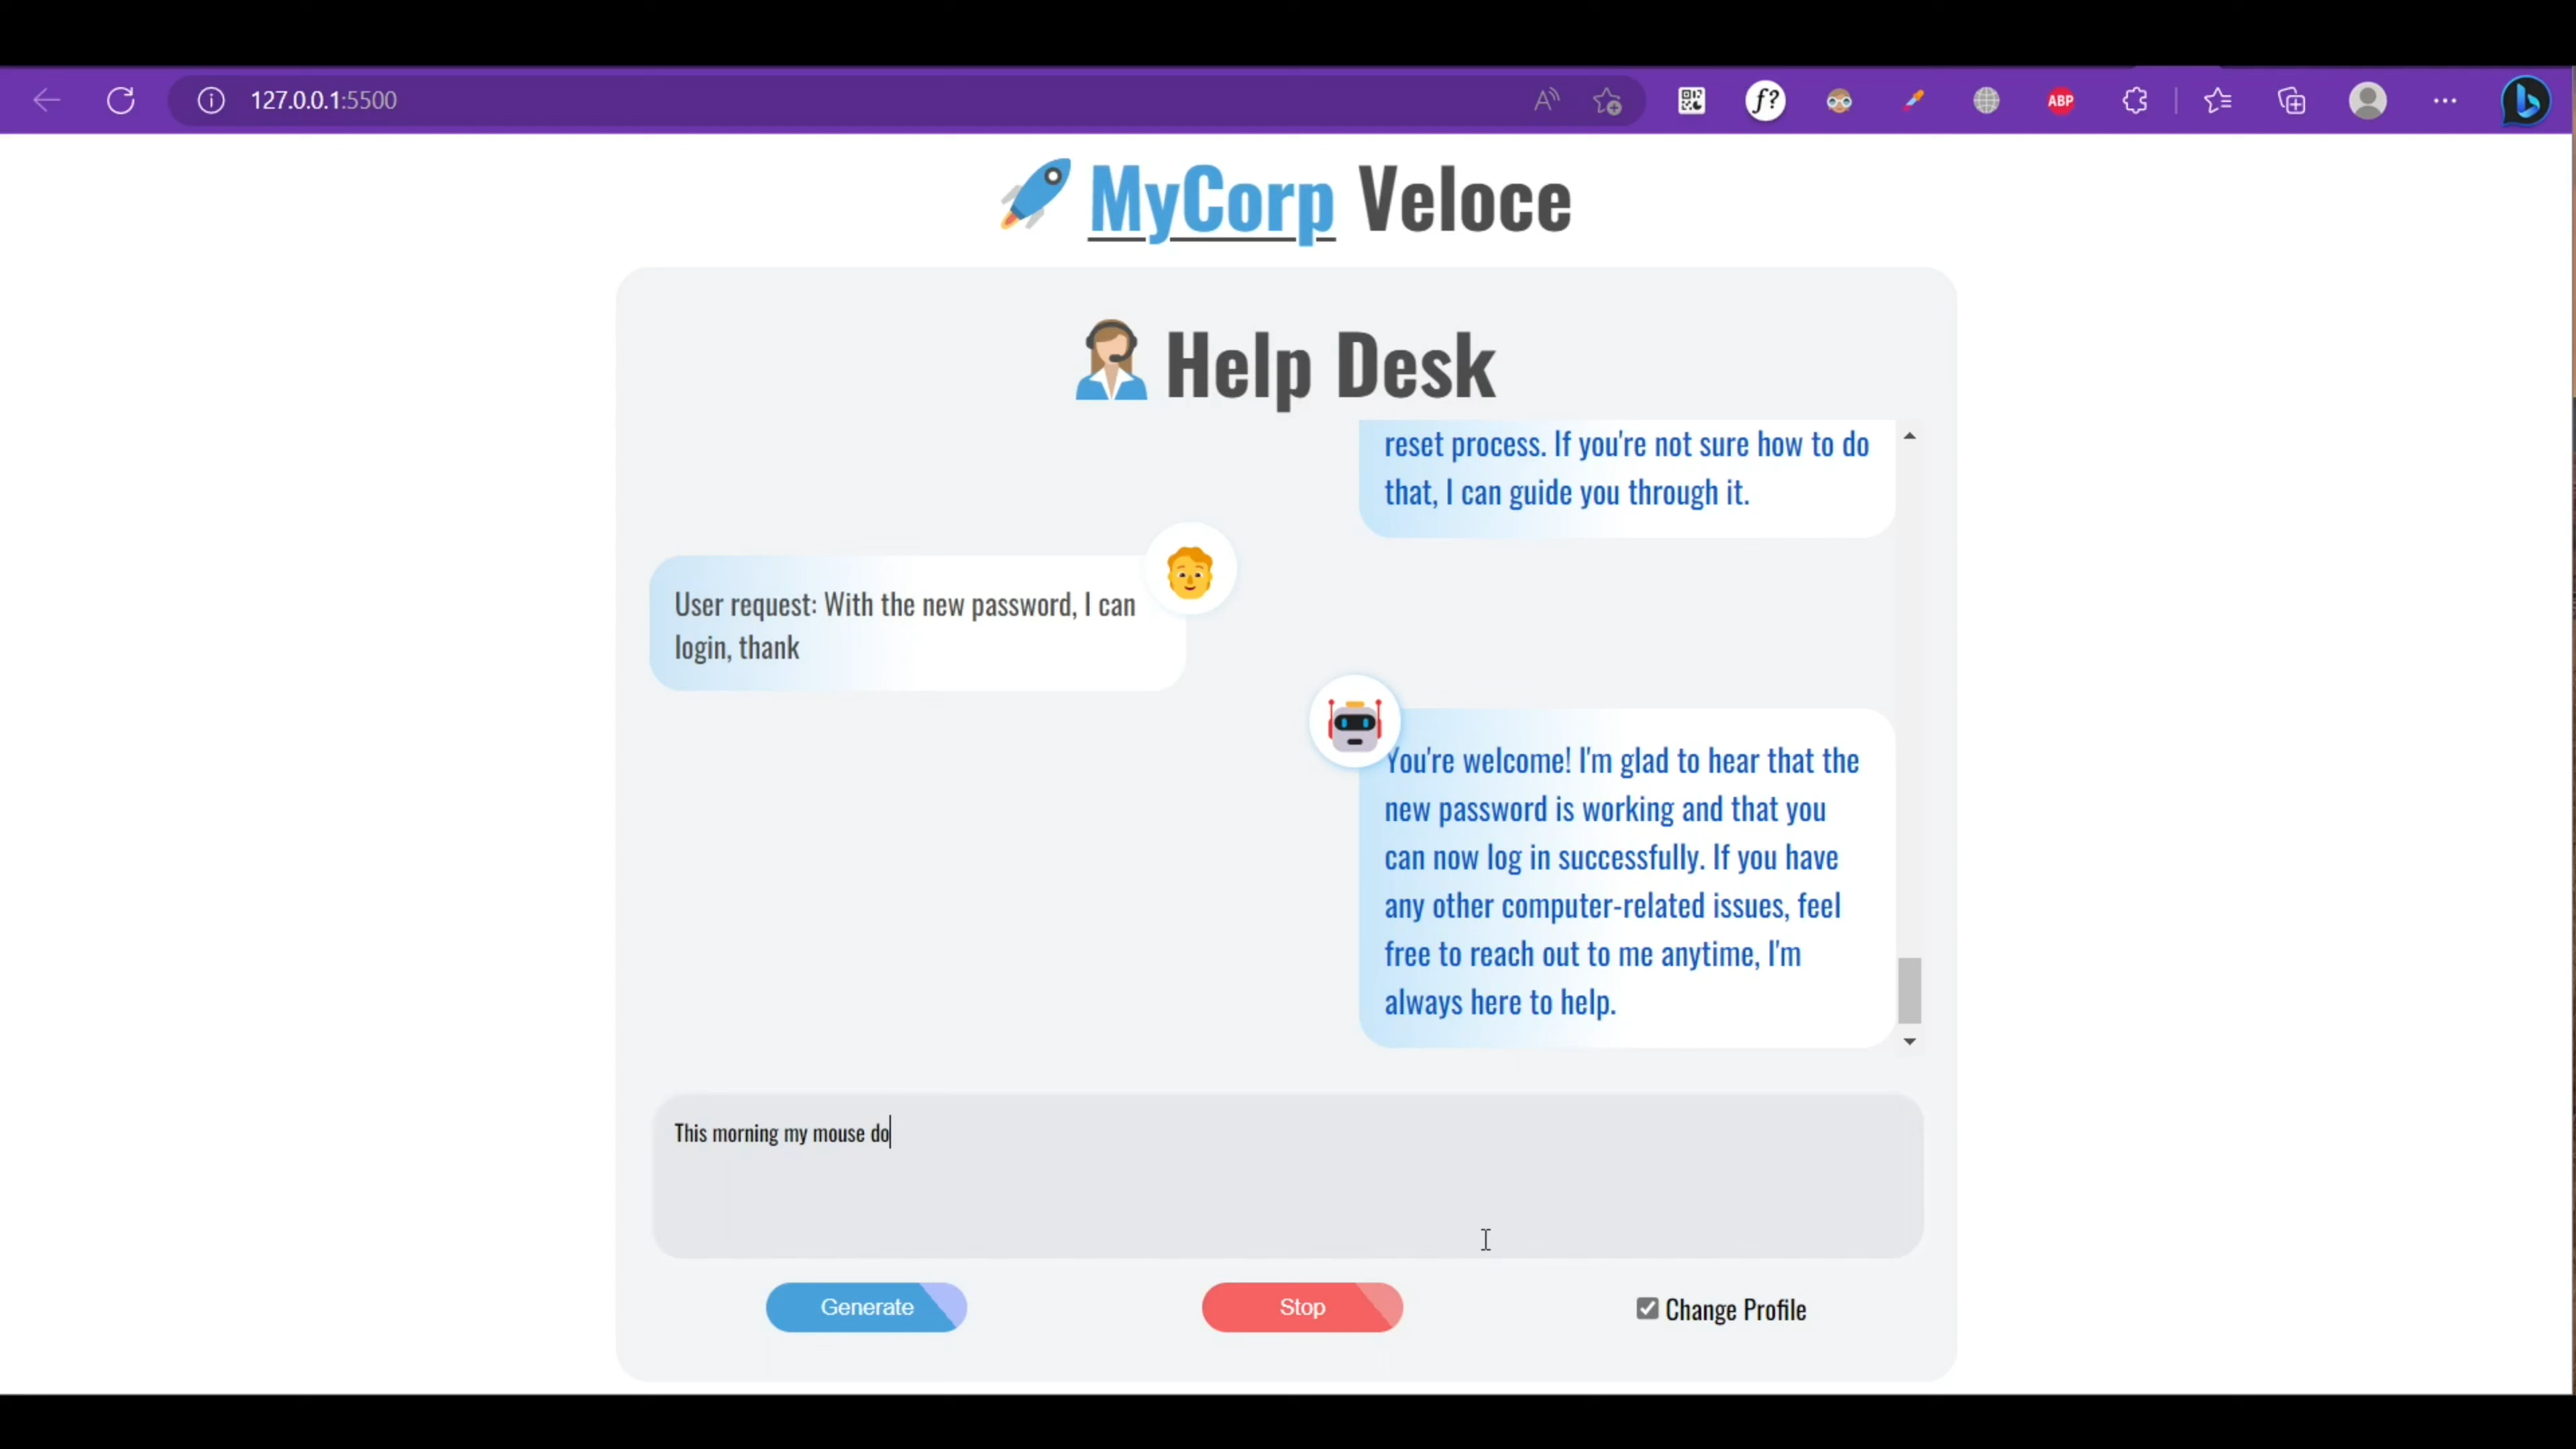 127.0.0.1:5500
f?
ABP
MyCorp Veloce
Help Desk
reset process. If you're not sure how to do
that, I can guide you through it.
User request: With the new password, I can
login, thank
You're welcome! I'm glad to hear that the
new password is working and that you
can now log in successfully. If you have
any other computer-related issues, feel
free to reach out to me anytime, I'm
always here to help.
This morning my mouse do
Generate
Stop
Change Profile